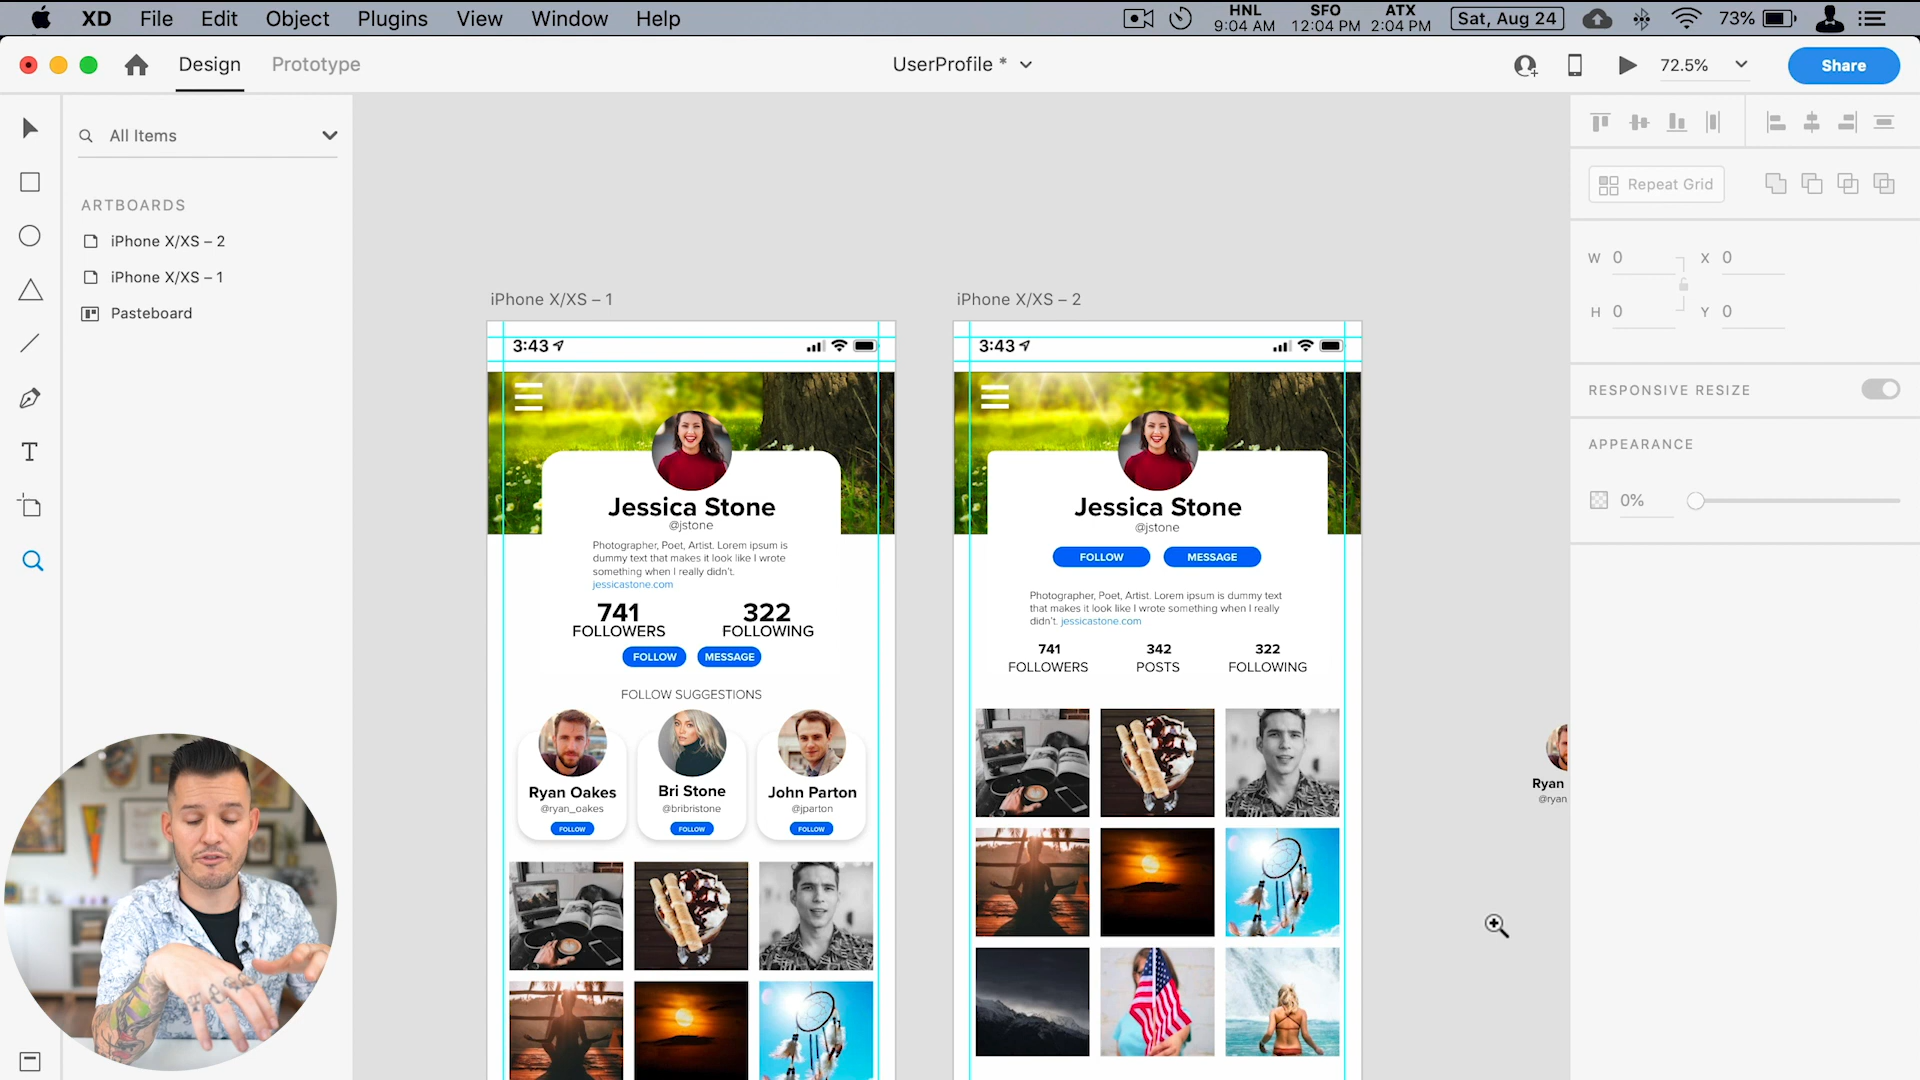 XD File Edit Object Plugins View Window Help
HNL
9:04 AM
SFO
12:04 PM
ATX
2:04 PM
Sat, Aug 24
73%
Design Prototype
UserProfile *
72.5%
Share
All Items
ARTBOARDS
iPhone X/XS – 2
iPhone X/XS – 1
Pasteboard
iPhone X/XS – 1
3:43
Jessica Stone
@jstone
Photographer, Poet, Artist. Lorem ipsum is
dummy text that makes it look like I wrote
something when I really didn't.
jessicastone.com
741
FOLLOWERS
322
FOLLOWING
FOLLOW
MESSAGE
FOLLOW SUGGESTIONS
Ryan Oakes
@ryan_oakes
FOLLOW
Bri Stone
@bribristone
FOLLOW
John Parton
@jparton
FOLLOW
iPhone X/XS – 2
3:43
Jessica Stone
@jstone
FOLLOW
MESSAGE
Photographer, Poet, Artist. Lorem ipsum is dummy text
that makes it look like I wrote something when I really
didn't. jessicastone.com
741
FOLLOWERS
342
POSTS
322
FOLLOWING
Ryan
@ryan
Repeat Grid
W 0 X 0
H 0 Y 0
RESPONSIVE RESIZE
APPEARANCE
0%